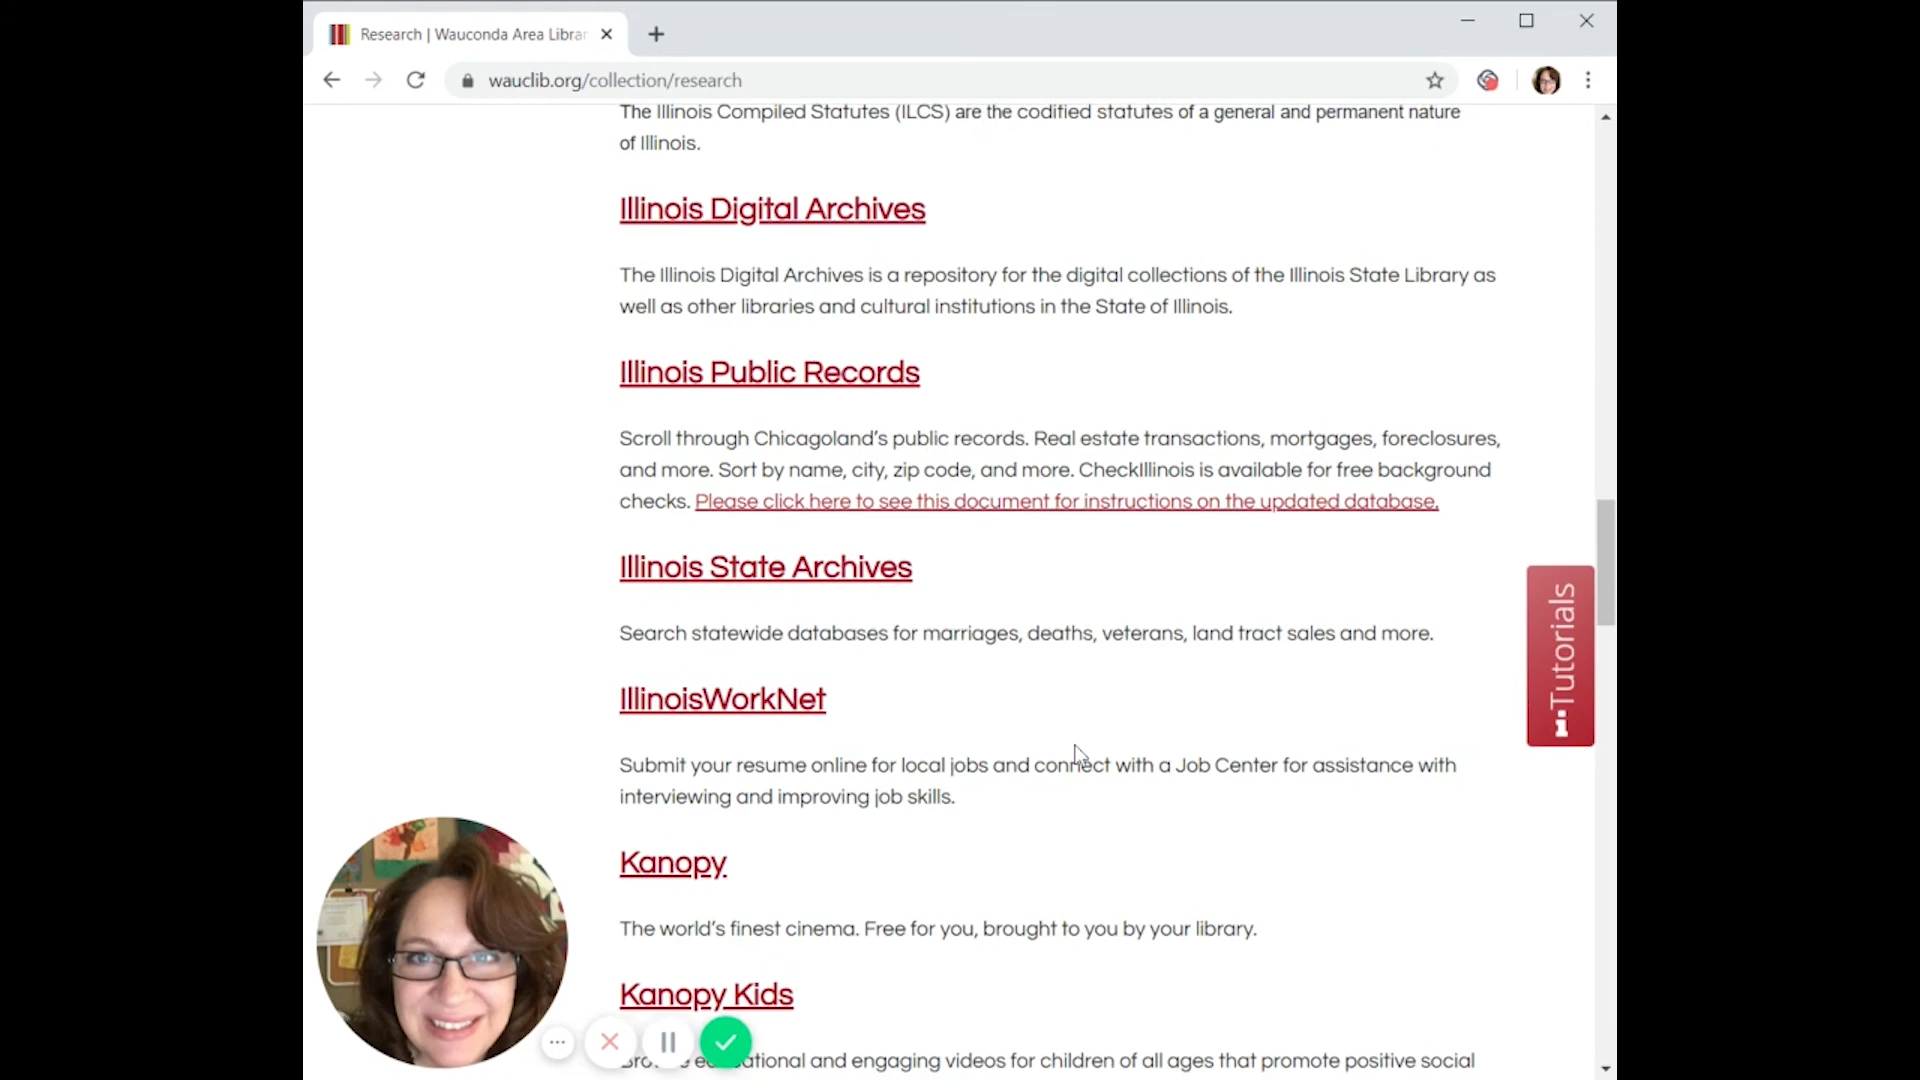 Research | Wauconda Area Librar
wauclib.org/collection/research
The Illinois Compiled Statutes (ILCS) are the codified statutes of a general and permanent nature
of Illinois.
Illinois Digital Archives
The Illinois Digital Archives is a repository for the digital collections of the Illinois State Library as
well as other libraries and cultural institutions in the State of Illinois.
Illinois Public Records
Scroll through Chicagoland’s public records. Real estate transactions, mortgages, foreclosures,
and more. Sort by name, city, zip code, and more. CheckIllinois is available for free background
checks. Please click here to see this document for instructions on the updated database.
Illinois State Archives
Search statewide databases for marriages, deaths, veterans, land tract sales and more.
IllinoisWorkNet
Submit your resume online for local jobs and connect with a Job Center for assistance with
interviewing and improving job skills.
Tutorials
Kanopy
The world’s finest cinema. Free for you, brought to you by your library.
Kanopy Kids
and engaging videos for children of all ages that promote positive social